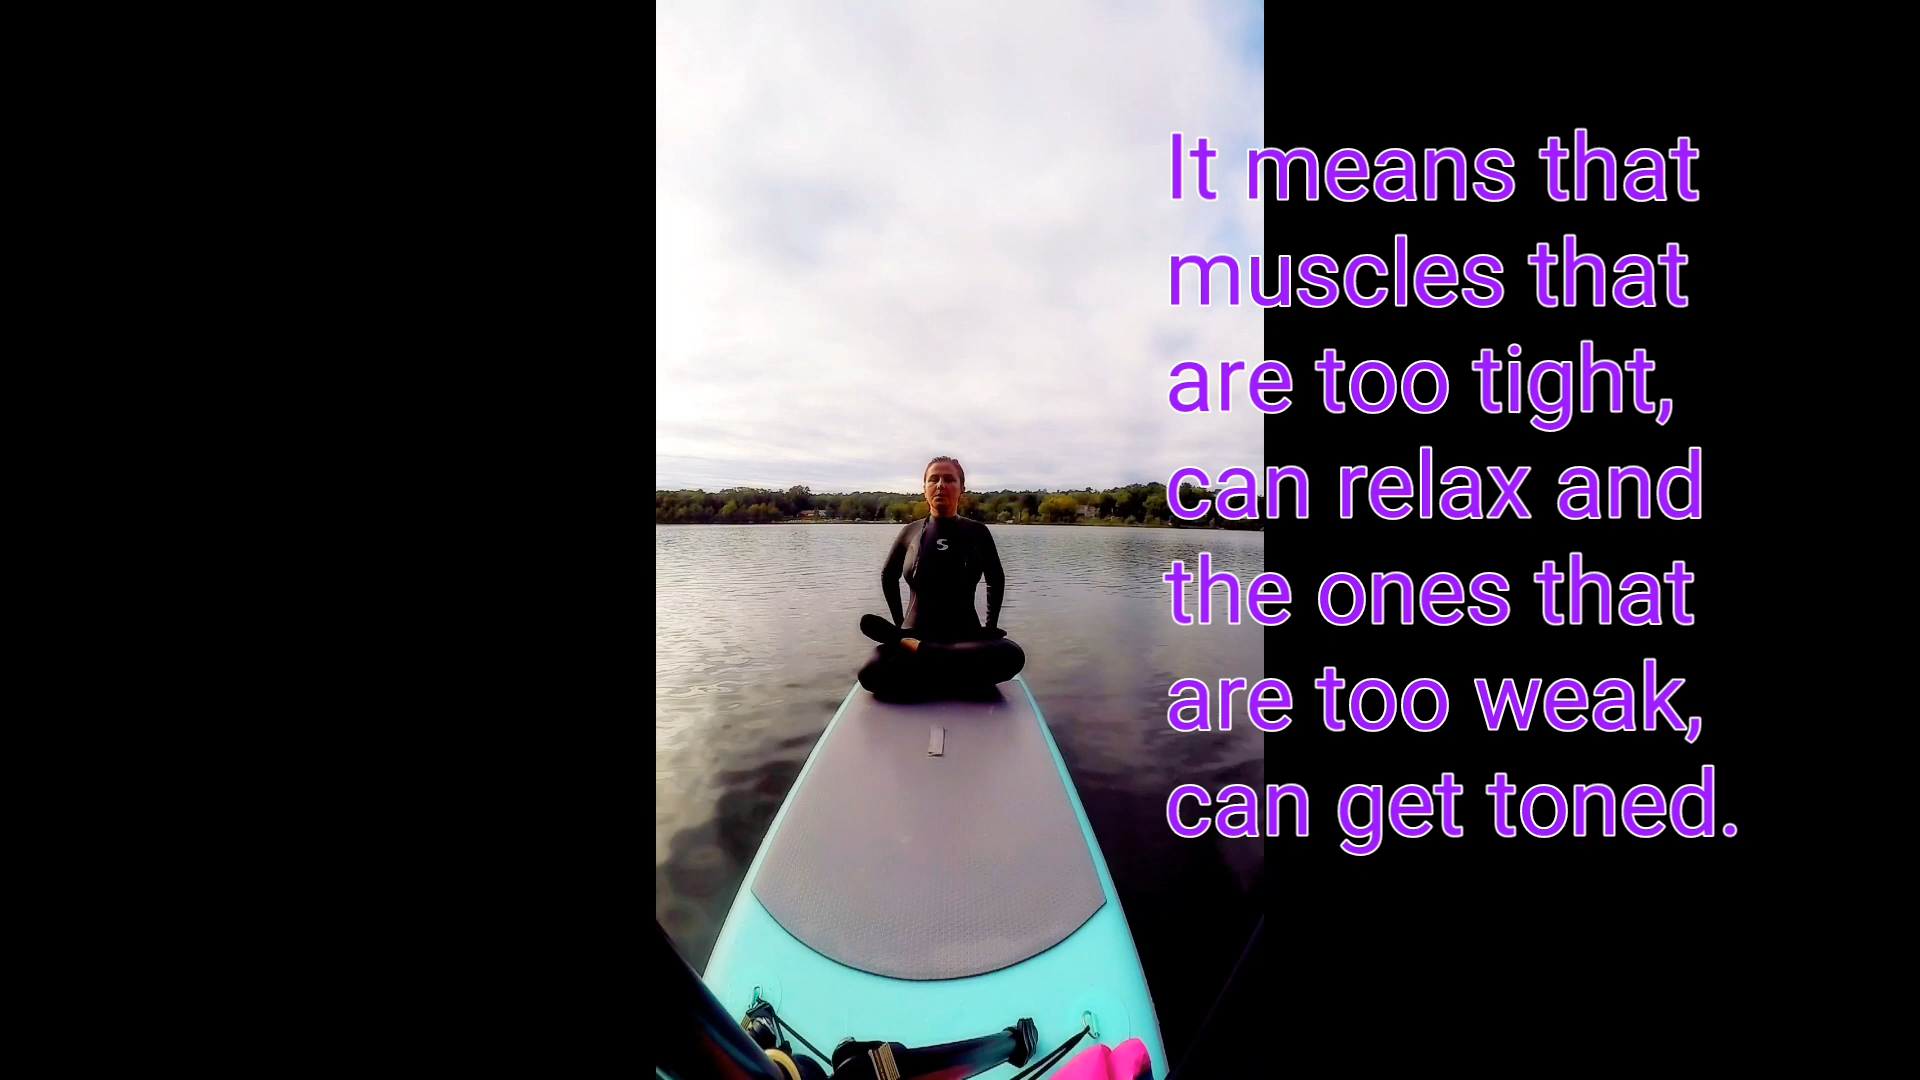 It means that
muscles that
are too tight,
can relax and
the ones that
are too weak,
can get toned.